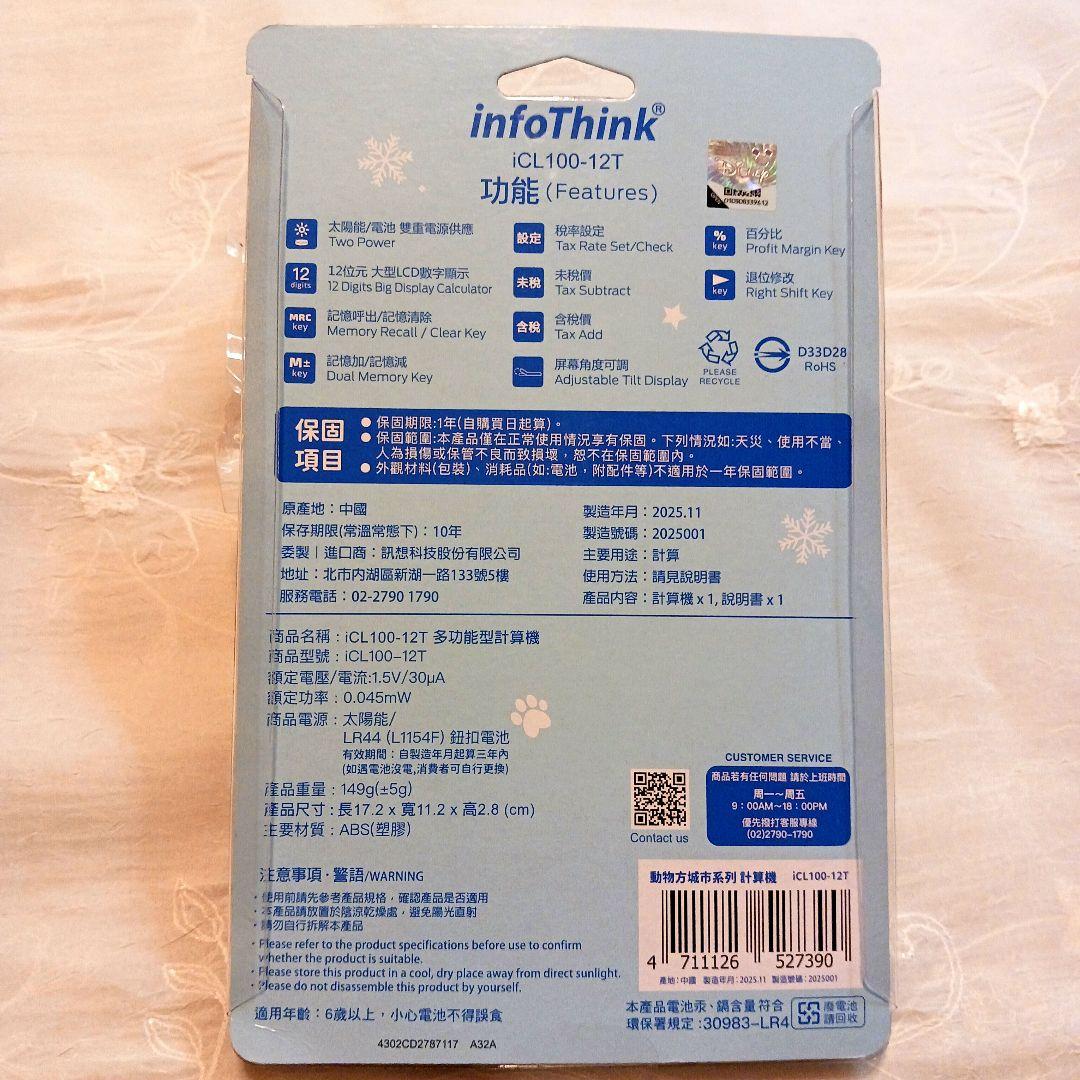 infoThink®
iCL100-12T
功能(Features)
太陽能/電池 雙重電源供應
Two Power
12 digits
12位元 大型LCD數字顯示
12 Digits Big Display Calculator
MRC key
記憶呼出/記憶清除
Memory Recall / Clear Key
M± key
記憶加/記憶減
Dual Memory Key
設定
稅率設定
Tax Rate Set/Check
未稅
未稅價
Tax Subtract
含稅
含稅價
Tax Add
屏幕角度可調
Adjustable Tilt Display
% key
百分比
Profit Margin Key
key
退位修改
Right Shift Key
PLEASE
RECYCLE
D33D28
RoHS
保固
項目
●保固期限:1年(自購買日起算)。
●保固範圍:本產品僅在正常使用情況享有保固。下列情況如:天災、使用不當、
人為損傷或保管不良而致損壞,恕不在保固範圍內。
●外觀材料(包裝)、消耗品(如:電池,附配件等)不適用於一年保固範圍。
原產地:中國
保存期限(常溫常態下):10年
委製|進口商:訊想科技股份有限公司
地址:北市內湖區新湖一路133號5樓
服務電話:02-2790 1790
製造年月:2025.11
製造號碼:2025001
主要用途:計算
使用方法:請見說明書
產品內容:計算機 x 1, 說明書 x 1
商品名稱:iCL100-12T 多功能型計算機
商品型號:iCL100-12T
額定電壓/電流:1.5V/30μA
額定功率:0.045mW
商品電源:太陽能/
LR44 (L1154F) 鈕扣電池
有效期間:自製造年月起算三年內
(如遇電池沒電,消費者可自行更換)
產品重量:149g(±5g)
產品尺寸:長17.2 x 寬11.2 x 高2.8 (cm)
主要材質:ABS(塑膠)
Contact us
CUSTOMER SERVICE
商品若有任何問題 請於上班時間
周一~周五
9:00AM~18:00PM
優先撥打客服專線
(02)2790-1790
注意事項·警語/WARNING
·使用前請先參考產品規格,確認產品是否適用
·本產品請放置於陰涼乾燥處,避免陽光直射
·請勿自行拆解本產品
·Please refer to the product specifications before use to confirm
whether the product is suitable.
·Please store this product in a cool, dry place away from direct sunlight.
·Please do not disassemble this product by yourself.
適用年齡:6歲以上,小心電池不得誤食
動物方城市系列 計算機 iCL100-12T
4 711126 527390
產地:中國 製造年月:2025.11 製造號碼:2025001
本產品電池汞、鎘含量符合
環保署規定:30983-LR4
廢電池
請回收
4302CD2787117 A32A